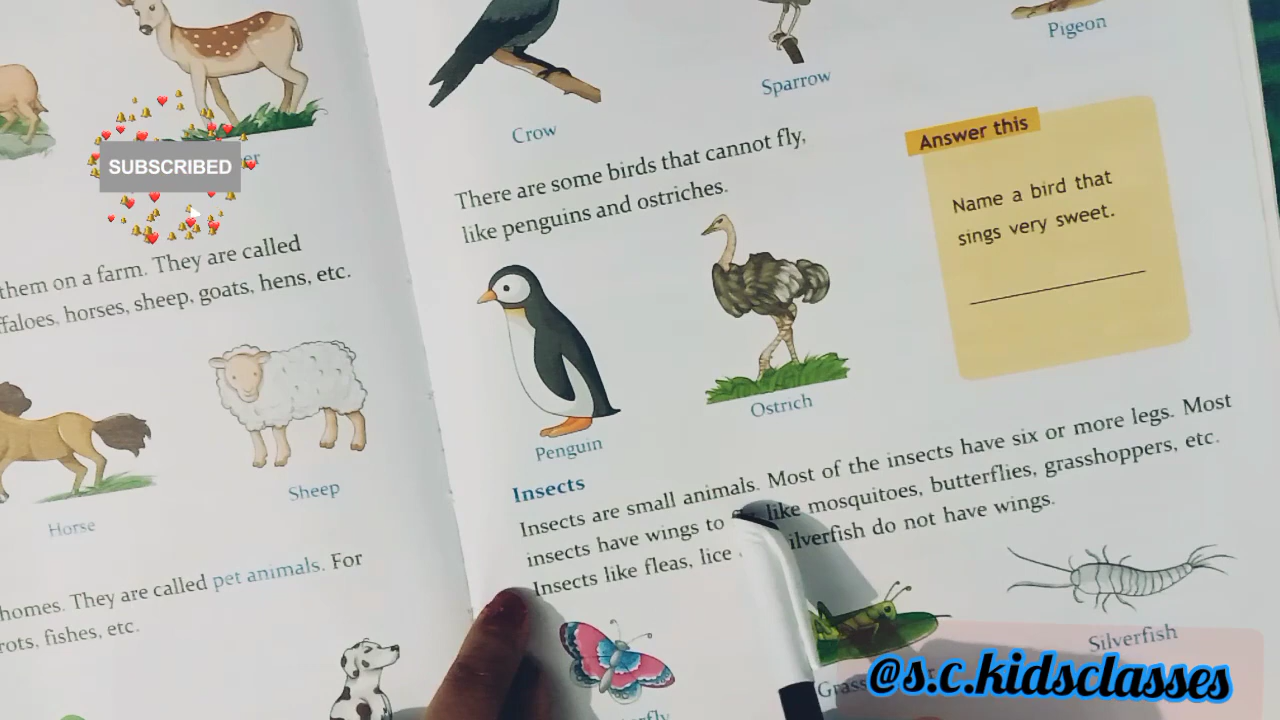 SUBSCRIBED
them on a farm. They are called
faloes, horses, sheep, goats, hens, etc.
Horse
Sheep
homes. They are called pet animals. For
rots, fishes, etc.
Crow
Sparrow
Pigeon
There are some birds that cannot fly,
like penguins and ostriches.
Answer this
Name a bird that
sings very sweet.
Penguin
Ostrich
Insects
Insects are small animals. Most of the insects have six or more legs. Most
insects have wings to like mosquitoes, butterflies, grasshoppers, etc.
Insects like fleas, lice silverfish do not have wings.
Silverfish
@s.c.kidsclasses